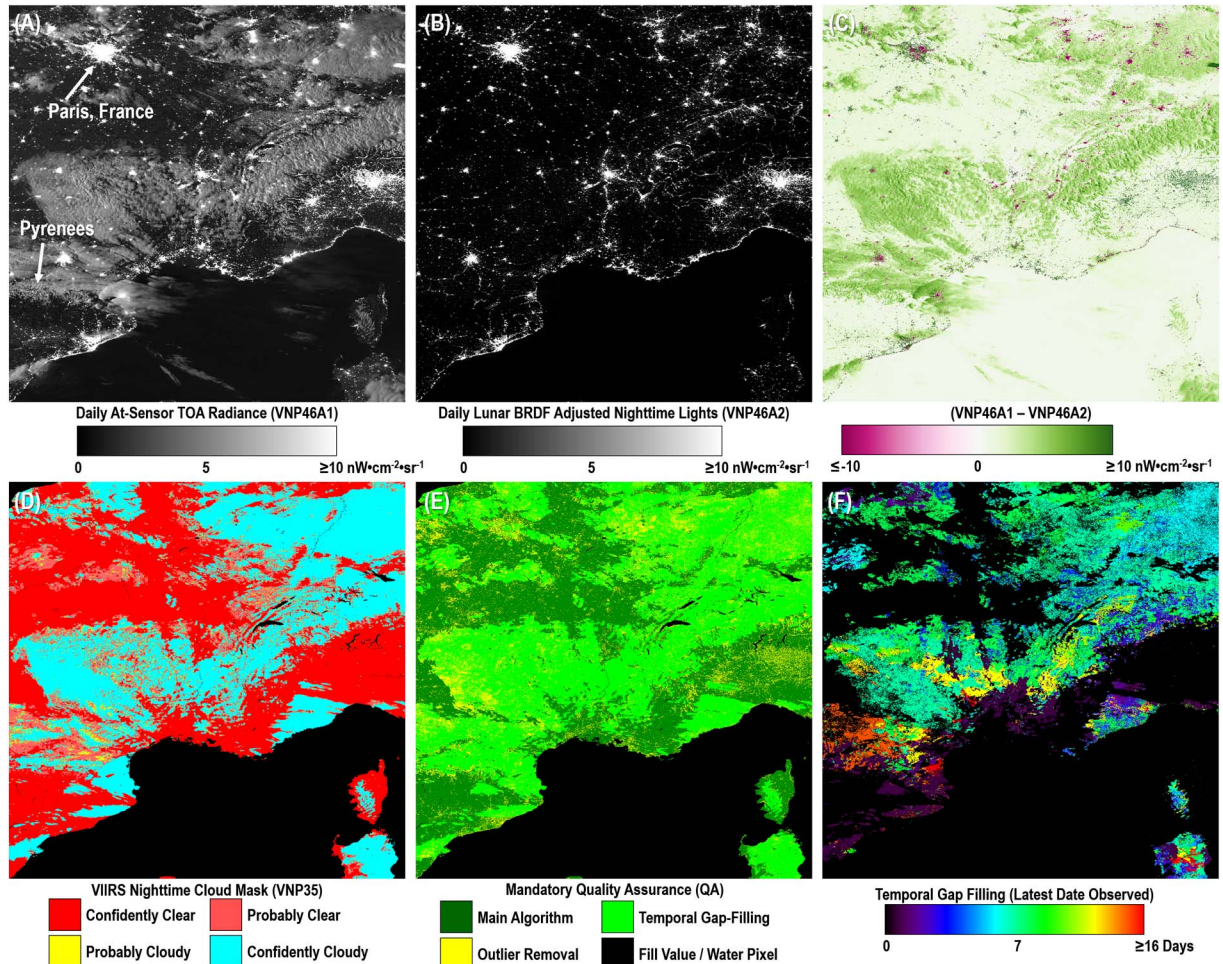 (A)
Paris, France
Pyrenees
(B)
(C)
Daily At-Sensor TOA Radiance (VNP46A1)
0 5 ≥10 nW•cm⁻²•sr⁻¹
Daily Lunar BRDF Adjusted Nighttime Lights (VNP46A2)
0 5 ≥10 nW•cm⁻²•sr⁻¹
(VNP46A1 – VNP46A2)
≤-10 0 ≥10 nW•cm⁻²•sr⁻¹
(D)
(E)
(F)
VIIRS Nighttime Cloud Mask (VNP35)
Confidently Clear Probably Clear
Probably Cloudy Confidently Cloudy
Mandatory Quality Assurance (QA)
Main Algorithm Temporal Gap-Filling
Outlier Removal Fill Value / Water Pixel
Temporal Gap Filling (Latest Date Observed)
0 7 ≥16 Days